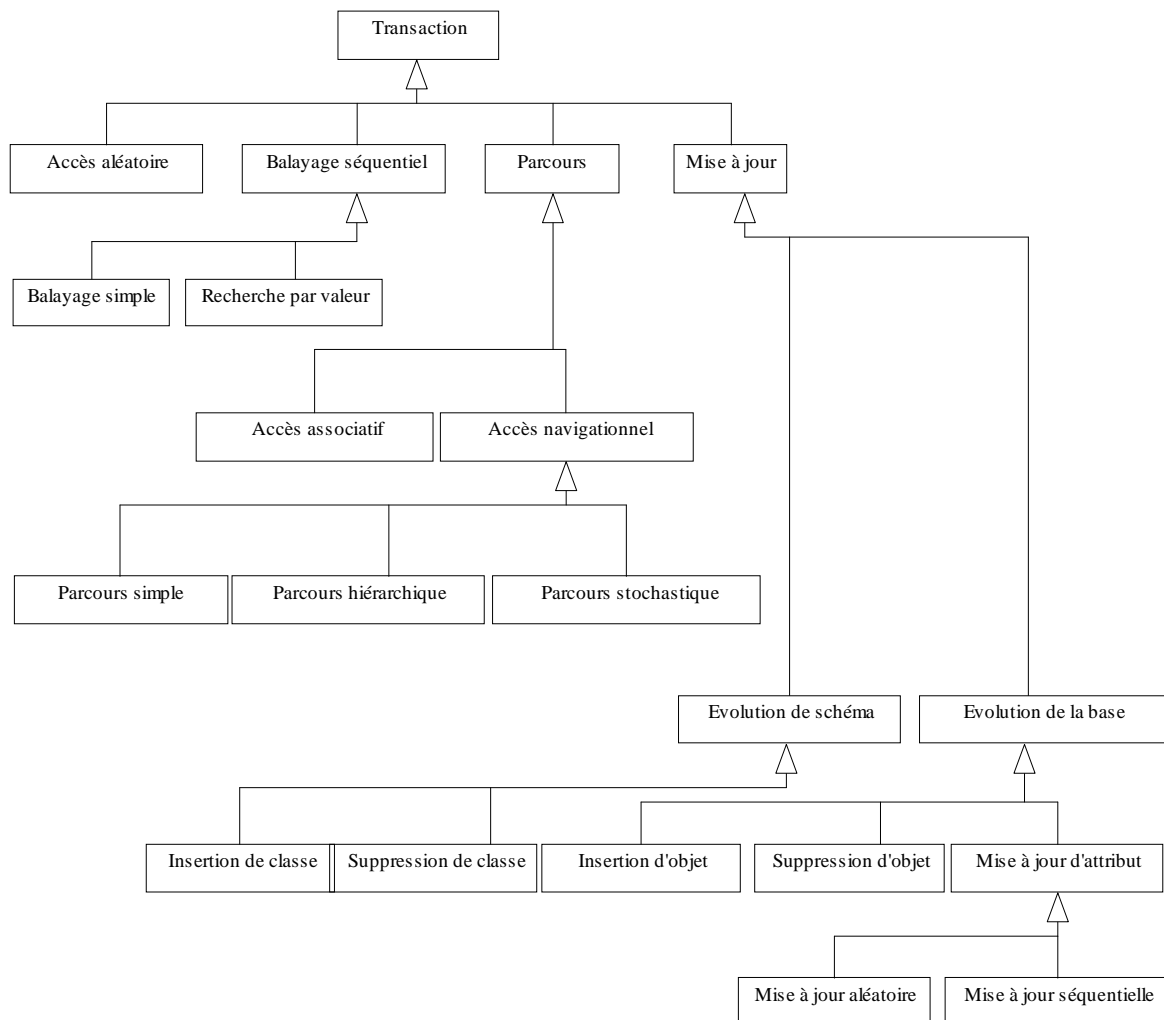 Transaction
Accès aléatoire
Balayage séquentiel
Parcours
Mise à jour
Balayage simple
Recherche par valeur
Accès associatif
Accès navigationnel
Parcours simple
Parcours hiérarchique
Parcours stochastique
Evolution de schéma
Evolution de la base
Insertion de classe
Suppression de classe
Insertion d'objet
Suppression d'objet
Mise à jour d'attribut
Mise à jour aléatoire
Mise à jour séquentielle